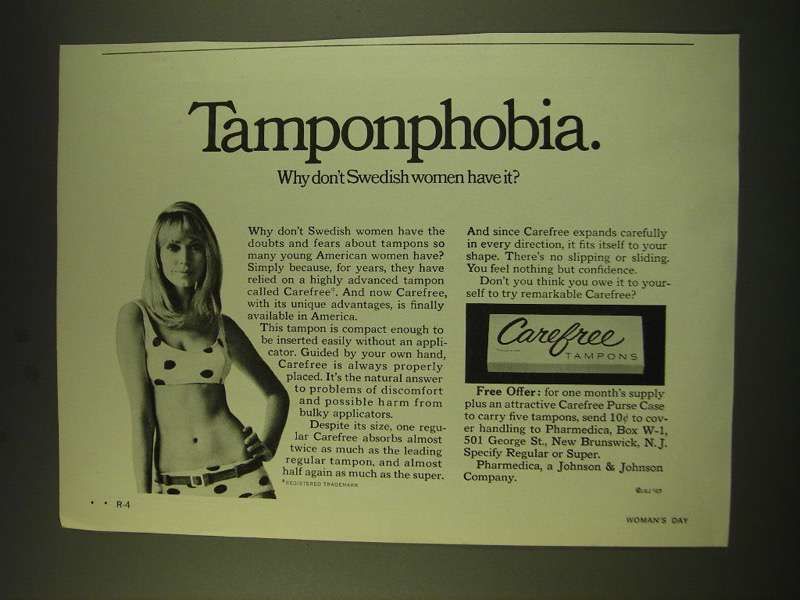 Tamponphobia.
Why don't Swedish women have it?
Why don't Swedish women have the
doubts and fears about tampons so
many young American women have?
Simply because, for years, they have
relied on a highly advanced tampon
called Carefree*. And now Carefree,
with its unique advantages, is finally
available in America.
This tampon is compact enough to
be inserted easily without an appli-
cator. Guided by your own hand,
Carefree is always properly
placed. It's the natural answer
to problems of discomfort
and possible harm from
bulky applicators.
Despite its size, one regu-
lar Carefree absorbs almost
twice as much as the leading
regular tampon, and almost
half again as much as the super.
*REGISTERED TRADEMARK
And since Carefree expands carefully
in every direction, it fits itself to your
shape. There's no slipping or sliding.
You feel nothing but confidence.
Don't you think you owe it to your-
self to try remarkable Carefree?
Carefree
TAMPONS
Free Offer: for one month's supply
plus an attractive Carefree Purse Case
to carry five tampons, send 10¢ to cov-
er handling to Pharmedica, Box W-1,
501 George St., New Brunswick, N. J.
Specify Regular or Super.
Pharmedica, a Johnson & Johnson
Company.
R-4
WOMAN'S DAY